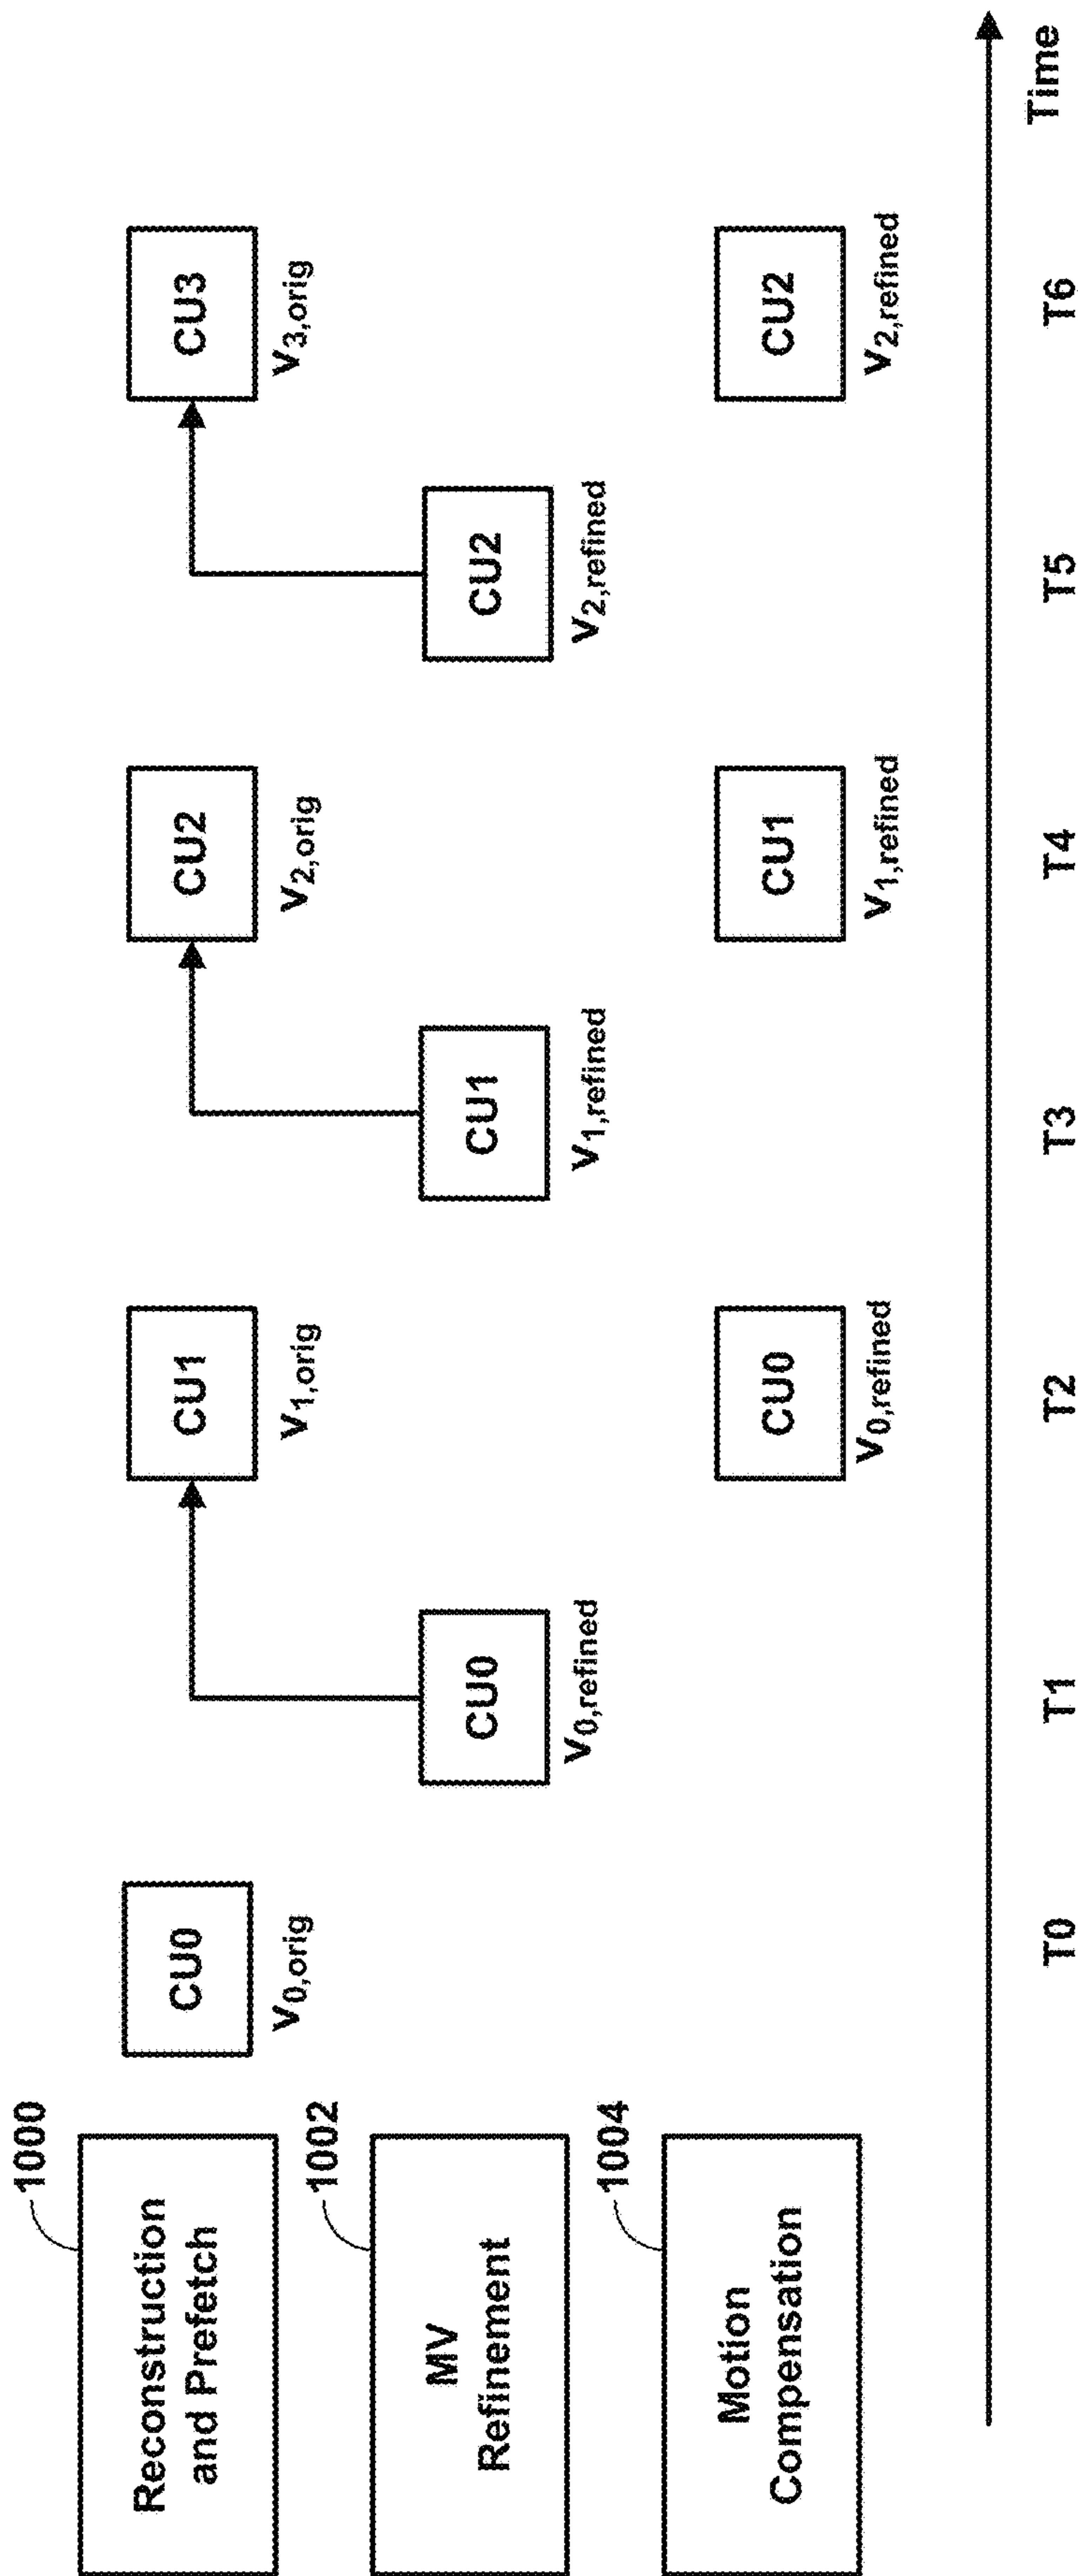 1000
Reconstruction
and Prefetch
CU0
V0,orig
CU1
V1,orig
CU2
V2,orig
CU3
V3,orig
1002
MV
Refinement
CU0
V0,refined
CU1
V1,refined
CU2
V2,refined
1004
Motion
Compensation
CU0
V0,refined
CU1
V1,refined
CU2
V2,refined
T0
T1
T2
T3
T4
T5
T6
Time